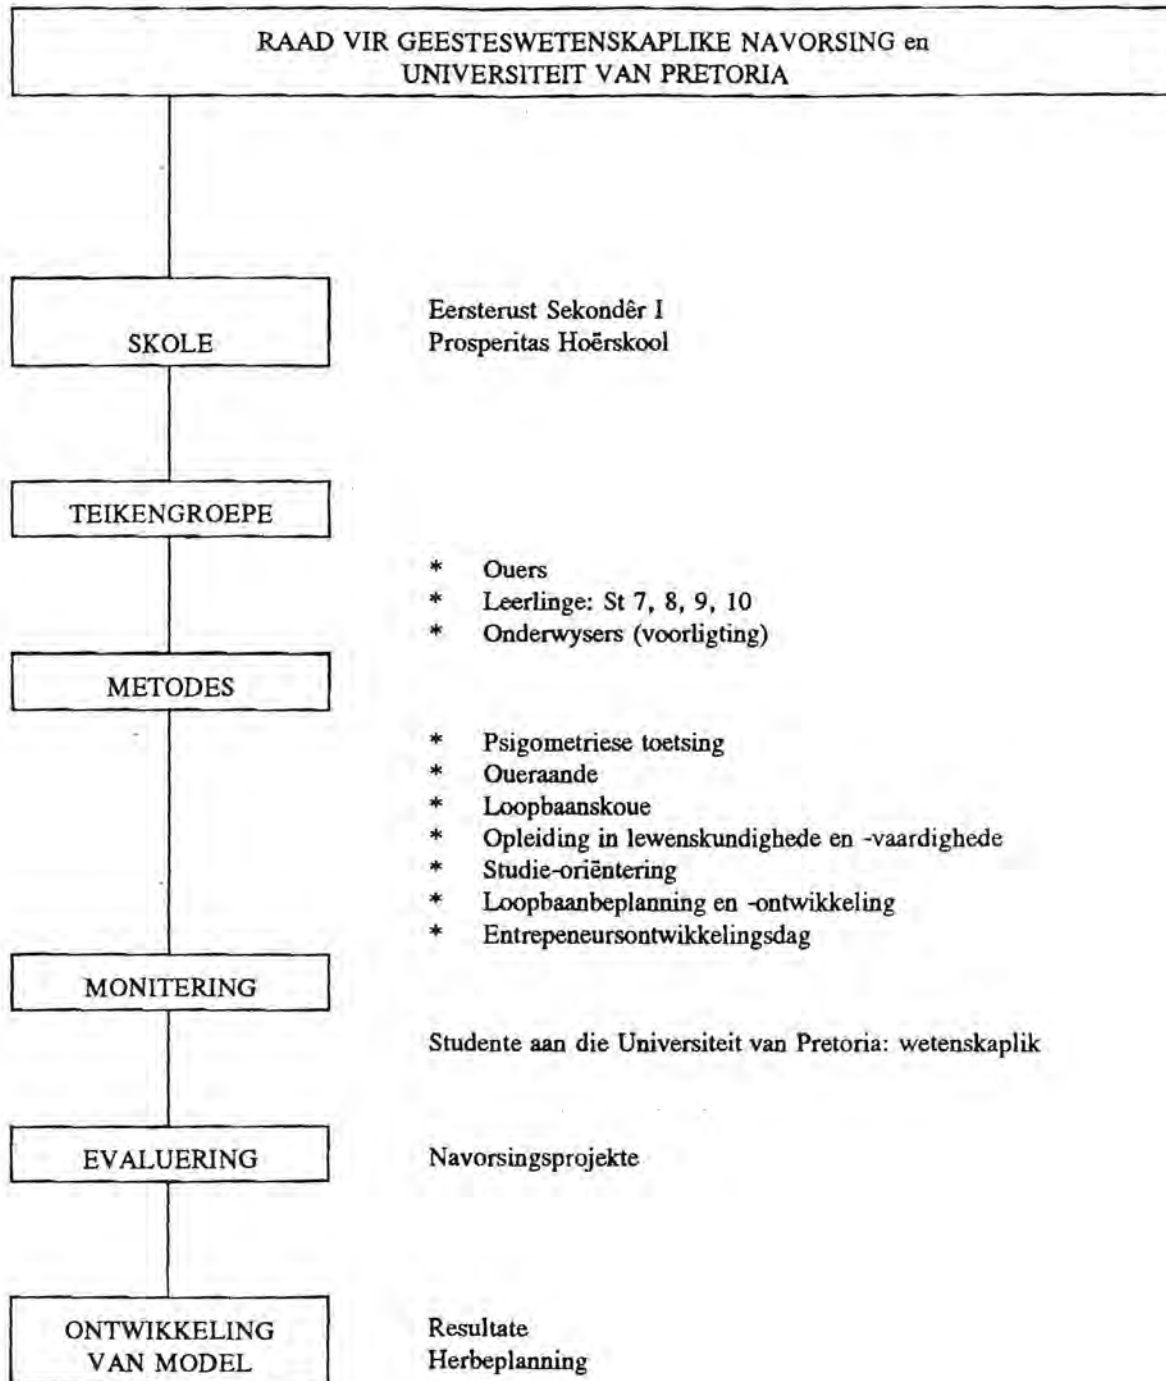 RAAD VIR GEESTESWETENSKAPLIKE NAVORSING en
UNIVERSITEIT VAN PRETORIA
SKOLE
Eersterust Sekondêr I
Prosperitas Hoërskool
TEIKENGROEPE
* Ouers
* Leerlinge: St 7, 8, 9, 10
* Onderwysers (voorligting)
METODES
* Psigometriese toetsing
* Oueraande
* Loopbaanskoue
* Opleiding in lewenskundighede en -vaardighede
* Studie-oriëntering
* Loopbaanbeplanning en -ontwikkeling
* Entrepeneursontwikkelingsdag
MONITERING
Studente aan die Universiteit van Pretoria: wetenskaplik
EVALUERING
Navorsingsprojekte
ONTWIKKELING
VAN MODEL
Resultate
Herbeplanning